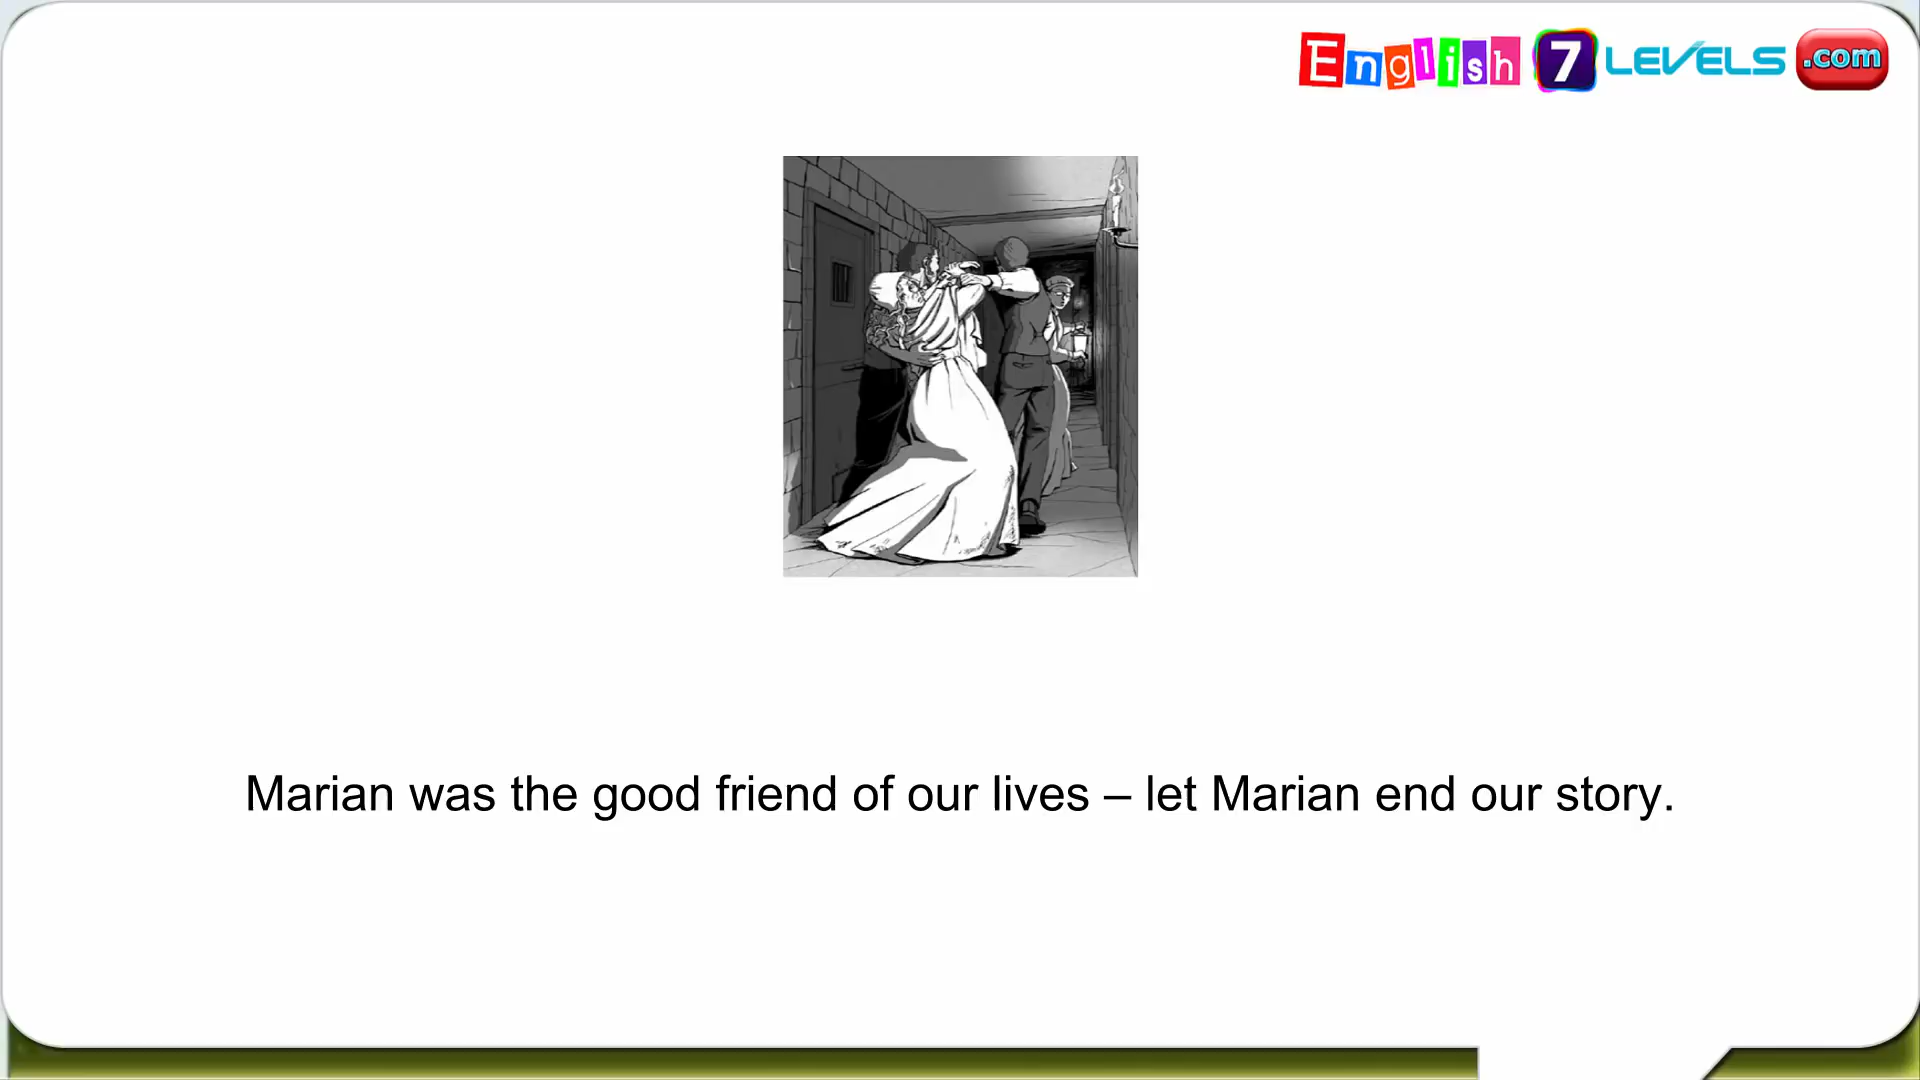 English 7 LEVELS .com
Marian was the good friend of our lives – let Marian end our story.